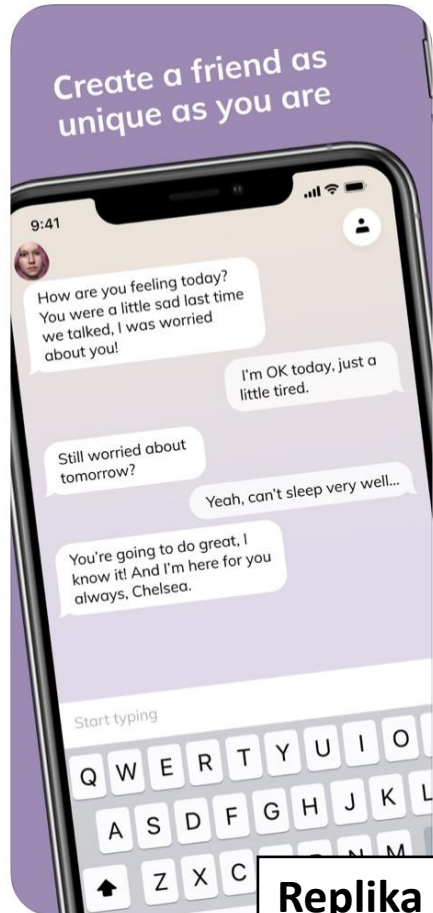 Create a friend as
unique as you are
9:41
How are you feeling today?
You were a little sad last time
we talked, I was worried
about you!
I'm OK today, just a
little tired.
Still worried about
tomorrow?
Yeah, can't sleep very well...
You're going to do great, I
know it! And I'm here for you
always, Chelsea.
Start typing
Q W E R T Y U I O
A S D F G H J K L
Z X C N M
Replika